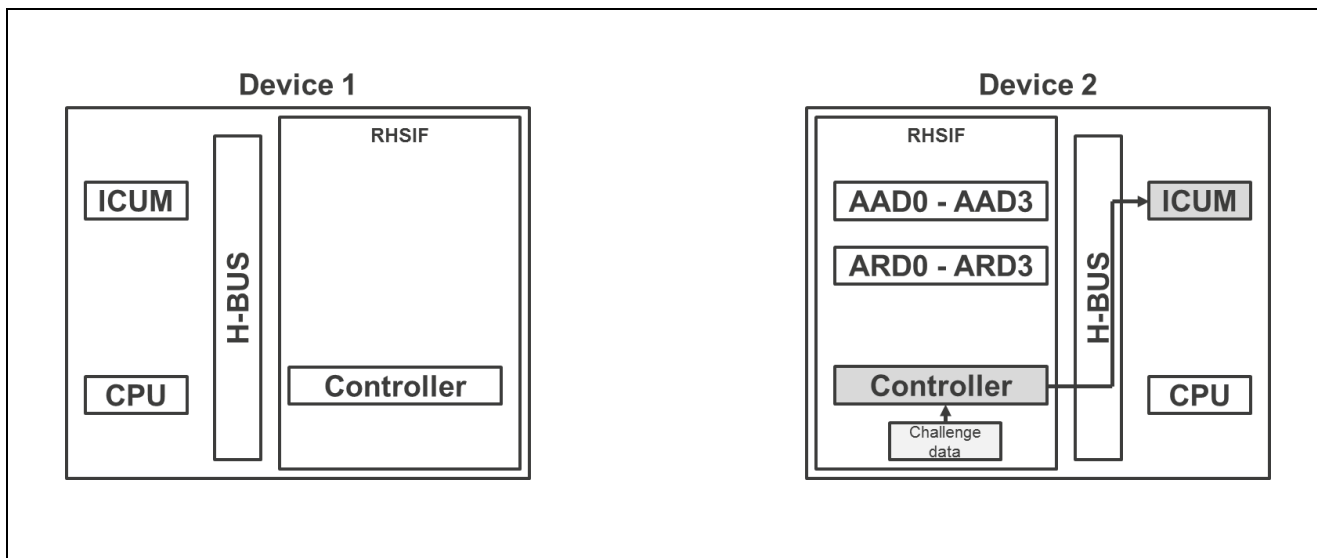 Device 1
RHSIF
ICUM
H-BUS
CPU
Controller
Device 2
RHSIF
AAD0 - AAD3
ARD0 - ARD3
Controller
Challenge
data
H-BUS
ICUM
CPU